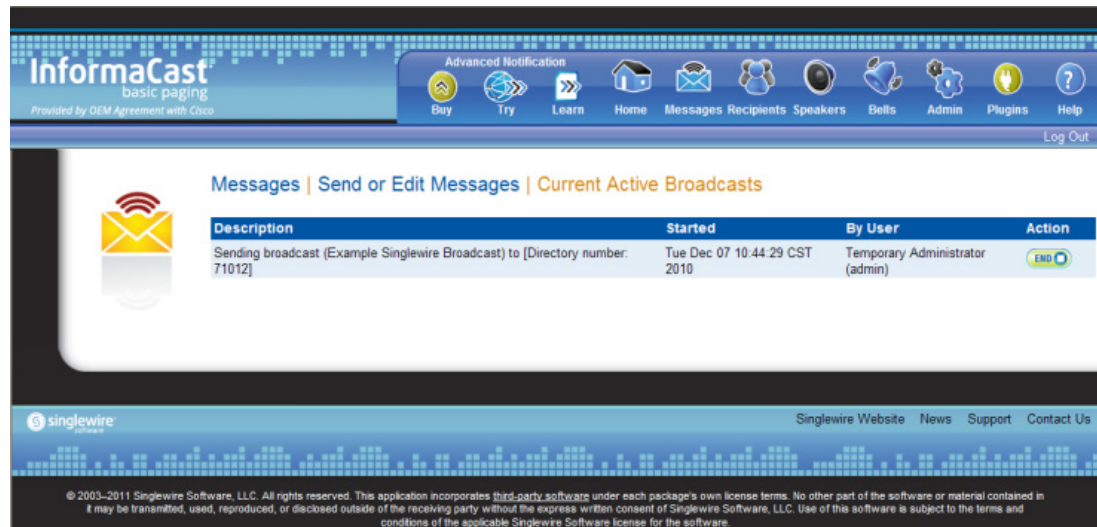 InformaCast
basic paging
Provided by OEM Agreement with Cisco
Advanced Notification
Buy Try Learn Home Messages Recipients Speakers Bells Admin Plugins Help
Log Out
Messages | Send or Edit Messages | Current Active Broadcasts
Description Started By User Action
Sending broadcast (Example Singlewire Broadcast) to [Directory number: Tue Dec 07 10:44:29 CST Temporary Administrator END
71012] 2010 (admin)
singlewire
software
Singlewire Website News Support Contact Us
© 2003–2011 Singlewire Software, LLC. All rights reserved. This application incorporates third-party software under each package's own license terms. No other part of the software or material contained in
it may be transmitted, used, reproduced, or disclosed outside of the receiving party without the express written consent of Singlewire Software, LLC. Use of this software is subject to the terms and
conditions of the applicable Singlewire Software license for the software.